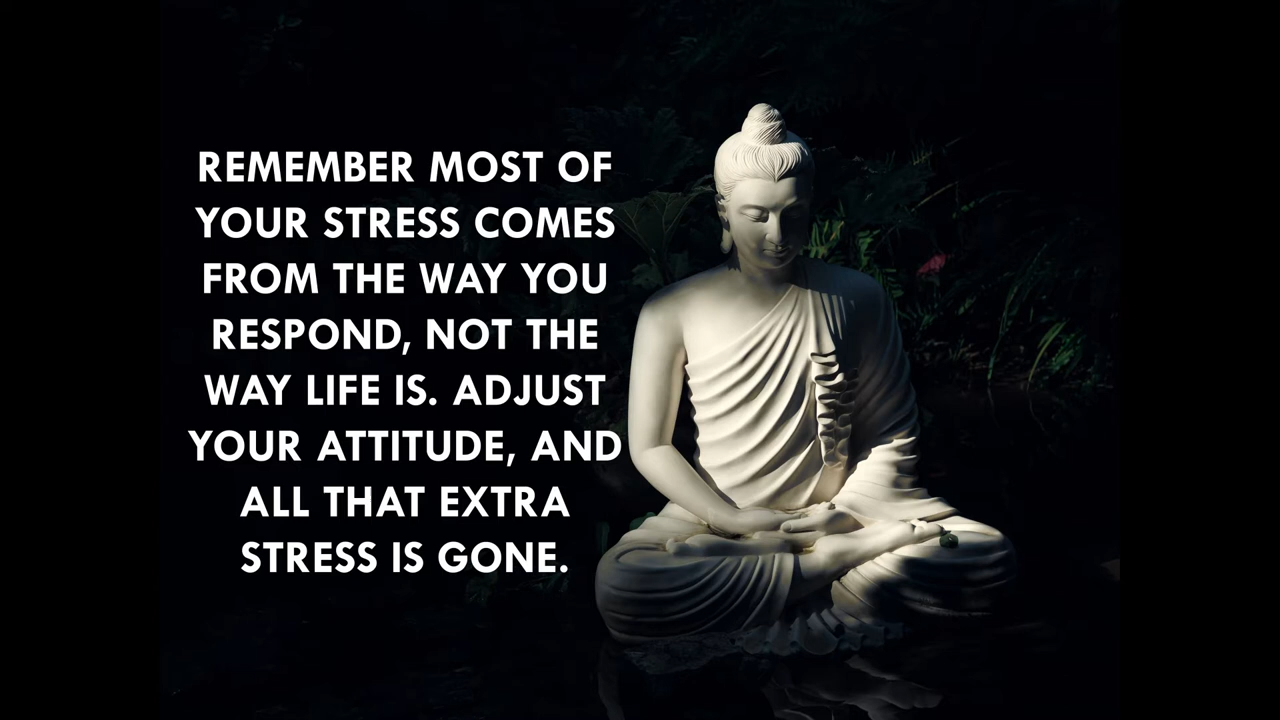 REMEMBER MOST OF
YOUR STRESS COMES
FROM THE WAY YOU
RESPOND, NOT THE
WAY LIFE IS. ADJUST
YOUR ATTITUDE, AND
ALL THAT EXTRA
STRESS IS GONE.